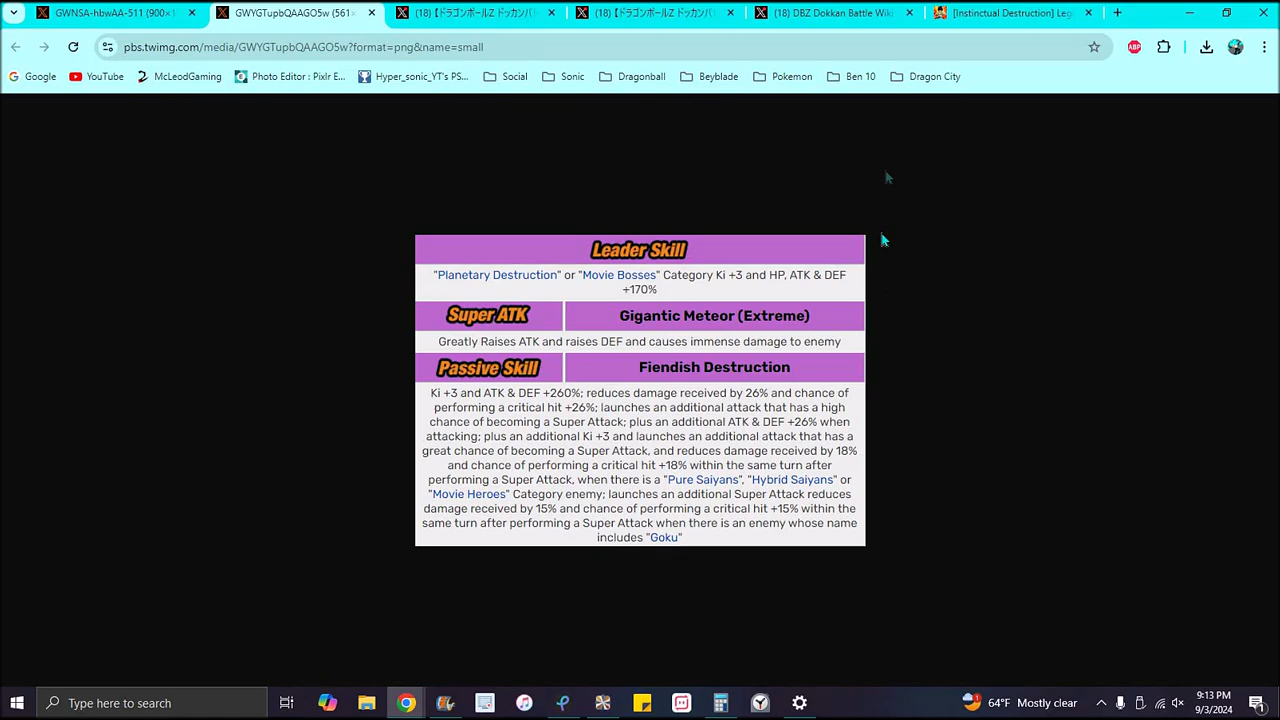 GWNSA-hbwAA-511 (900×
GWYGTupbQAAGO5w (561×
(18) 【ドラゴンボールZ ドッカンバ
(18) 【ドラゴンボールZ ドッカンバ
(18) DBZ Dokkan Battle Wiki
[Instinctual Destruction] Leg
pbs.twimg.com/media/GWYGTupbQAAGO5w?format=png&name=small
Google
YouTube
McLeodGaming
Photo Editor : Pixlr E...
Hyper_sonic_YT's PS...
Social
Sonic
Dragonball
Beyblade
Pokemon
Ben 10
Dragon City
Leader Skill
"Planetary Destruction" or "Movie Bosses" Category Ki +3 and HP, ATK & DEF
+170%
Super ATK
Gigantic Meteor (Extreme)
Greatly Raises ATK and raises DEF and causes immense damage to enemy
Passive Skill
Fiendish Destruction
Ki +3 and ATK & DEF +260%; reduces damage received by 26% and chance of
performing a critical hit +26%; launches an additional attack that has a high
chance of becoming a Super Attack; plus an additional ATK & DEF +26% when
attacking; plus an additional Ki +3 and launches an additional attack that has a
great chance of becoming a Super Attack, and reduces damage received by 18%
and chance of performing a critical hit +18% within the same turn after
performing a Super Attack, when there is a "Pure Saiyans", "Hybrid Saiyans" or
"Movie Heroes" Category enemy; launches an additional Super Attack reduces
damage received by 15% and chance of performing a critical hit +15% within the
same turn after performing a Super Attack when there is an enemy whose name
includes "Goku"
Type here to search
64°F Mostly clear
9:13 PM
9/3/2024